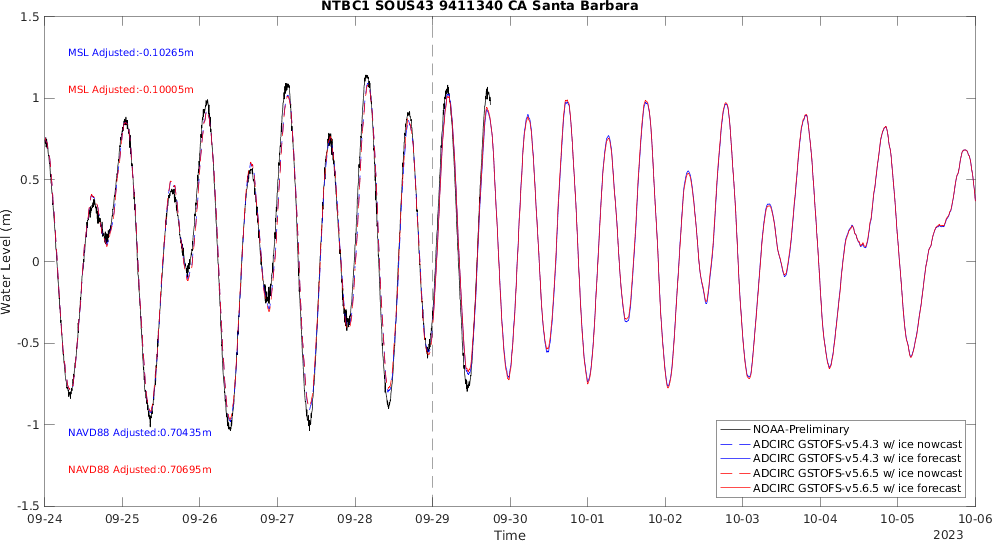 NTBC1 SOUS43 9411340 CA Santa Barbara
1.5
1
0.5
0
-0.5
-1
-1.5
Water Level (m)
MSL Adjusted:-0.10265m
MSL Adjusted:-0.10005m
NAVD88 Adjusted:0.70435m
NAVD88 Adjusted:0.70695m
NOAA-Preliminary
ADCIRC GSTOFS-v5.4.3 w/ ice nowcast
ADCIRC GSTOFS-v5.4.3 w/ ice forecast
ADCIRC GSTOFS-v5.6.5 w/ ice nowcast
ADCIRC GSTOFS-v5.6.5 w/ ice forecast
09-24 09-25 09-26 09-27 09-28 09-29 09-30 10-01 10-02 10-03 10-04 10-05 10-06
Time
2023